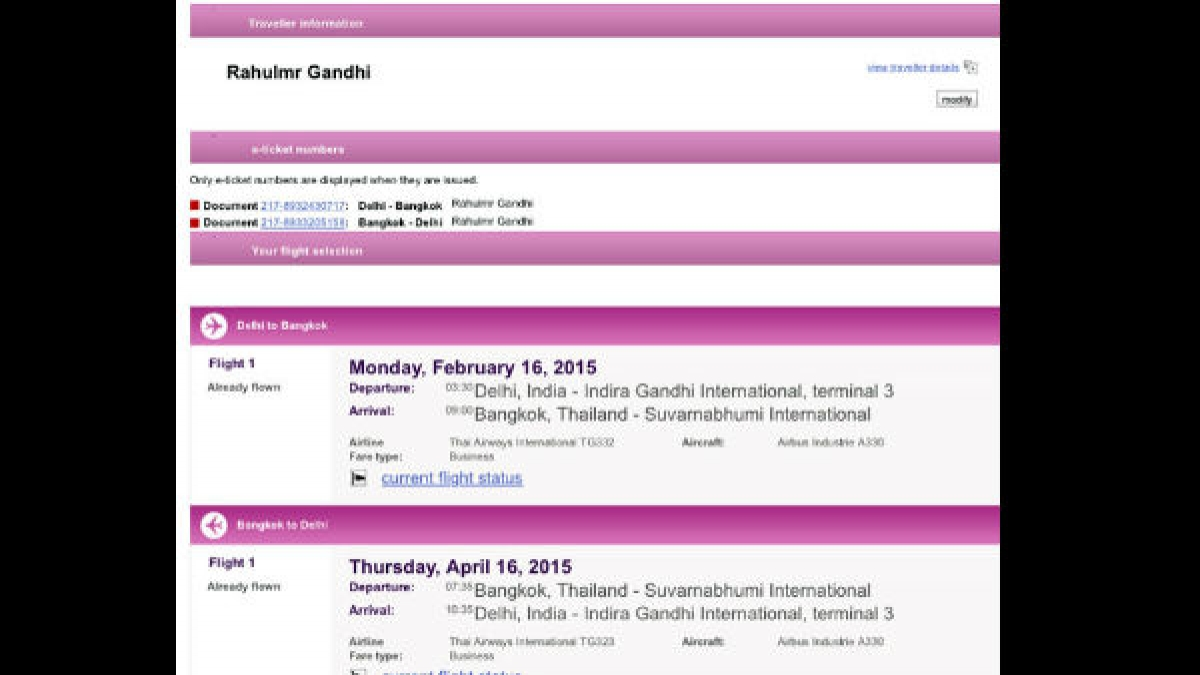 Traveller information
Rahulmr Gandhi
view traveller details
modify
e-ticket numbers
Only e-ticket numbers are displayed when they are issued.
Document : Delhi - Bangkok Rahulmr Gandhi
Document : Bangkok - Delhi Rahulmr Gandhi
Your flight selection
Delhi to Bangkok
Flight 1
Monday, February 16, 2015
Already flown
Departure: 03:30 Delhi, India - Indira Gandhi International, terminal 3
Arrival: 09:00 Bangkok, Thailand - Suvarnabhumi International
Airline Thai Airways International TG332 Aircraft: Airbus Industrie A330
Fare type: Business
current flight status
Bangkok to Delhi
Flight 1
Thursday, April 16, 2015
Already flown
Departure: 07:35 Bangkok, Thailand - Suvarnabhumi International
Arrival: 10:35 Delhi, India - Indira Gandhi International, terminal 3
Airline Thai Airways International TG323 Aircraft: Airbus Industrie A330
Fare type: Business
current flight status